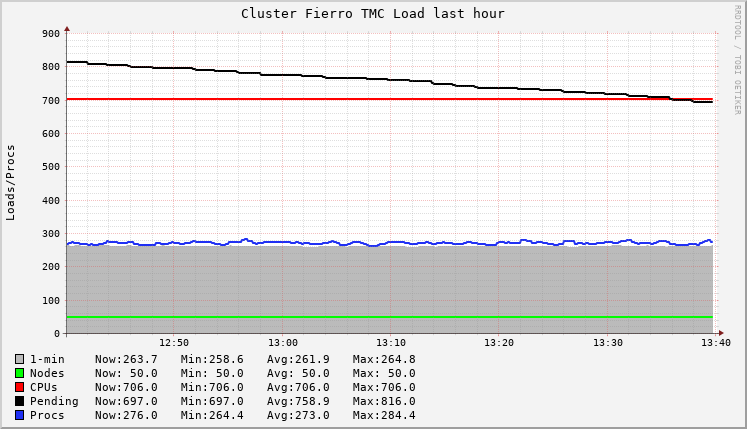 Cluster Fierro TMC Load last hour
RRDTOOL / TOBI OETIKER
Loads/Procs
900
800
700
600
500
400
300
200
100
0
12:50 13:00 13:10 13:20 13:30 13:40
1-min Now:263.7 Min:258.6 Avg:261.9 Max:264.8
Nodes Now: 50.0 Min: 50.0 Avg: 50.0 Max: 50.0
CPUs Now:706.0 Min:706.0 Avg:706.0 Max:706.0
Pending Now:697.0 Min:697.0 Avg:758.9 Max:816.0
Procs Now:276.0 Min:264.4 Avg:273.0 Max:284.4